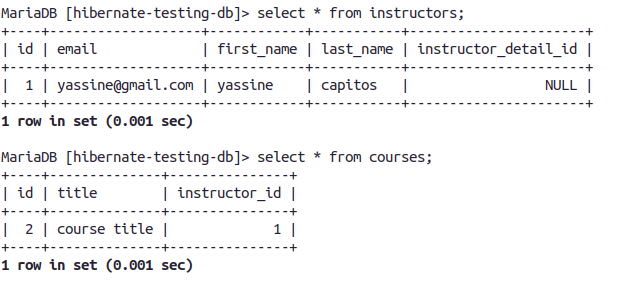 MariaDB [hibernate-testing-db]> select * from instructors;
+----+-------------------+------------+-----------+----------------------+
| id | email             | first_name | last_name | instructor_detail_id |
+----+-------------------+------------+-----------+----------------------+
|  1 | yassine@gmail.com | yassine    | capitos   |                 NULL |
+----+-------------------+------------+-----------+----------------------+
1 row in set (0.001 sec)

MariaDB [hibernate-testing-db]> select * from courses;
+----+--------------+---------------+
| id | title        | instructor_id |
+----+--------------+---------------+
|  2 | course title |             1 |
+----+--------------+---------------+
1 row in set (0.001 sec)